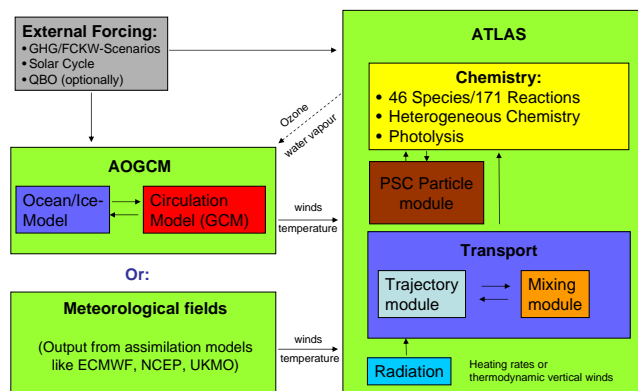 External Forcing:
•GHG/FCKW-Scenarios
•Solar Cycle
•QBO (optionally)
ATLAS
Chemistry:
• 46 Species/171 Reactions
• Heterogeneous Chemistry
• Photolysis
Ozone
water vapour
AOGCM
Ocean/Ice-
Model
Circulation
Model (GCM)
winds
temperature
PSC Particle
module
Transport
Trajectory
module
Mixing
module
Or:
Meteorological fields
(Output from assimilation models
like ECMWF, NCEP, UKMO)
winds
temperature
Radiation
Heating rates or
thermodynamic vertical winds